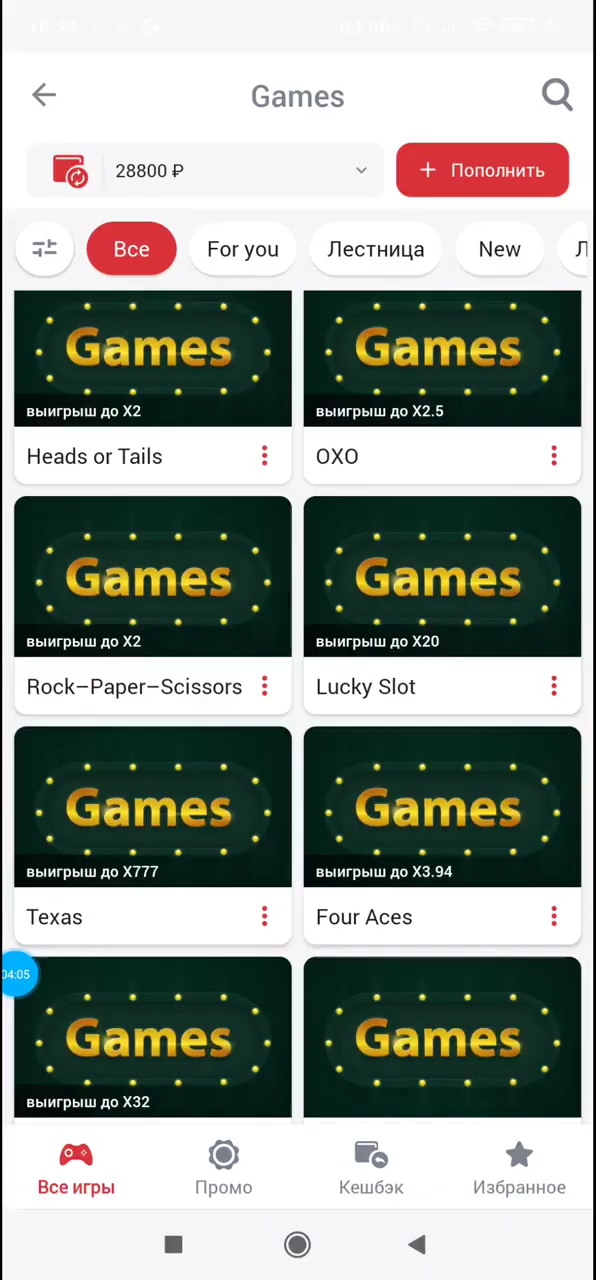 Games
28800 ₽
Пополнить
Все
For you
Лестница
New
Games
выигрыш до X2
Heads or Tails
Games
выигрыш до X2.5
OXO
Games
выигрыш до X2
Rock–Paper–Scissors
Games
выигрыш до X20
Lucky Slot
Games
выигрыш до X777
Texas
Games
выигрыш до X3.94
Four Aces
04:05
Games
выигрыш до X32
Games
Все игры
Промо
Кешбэк
Избранное